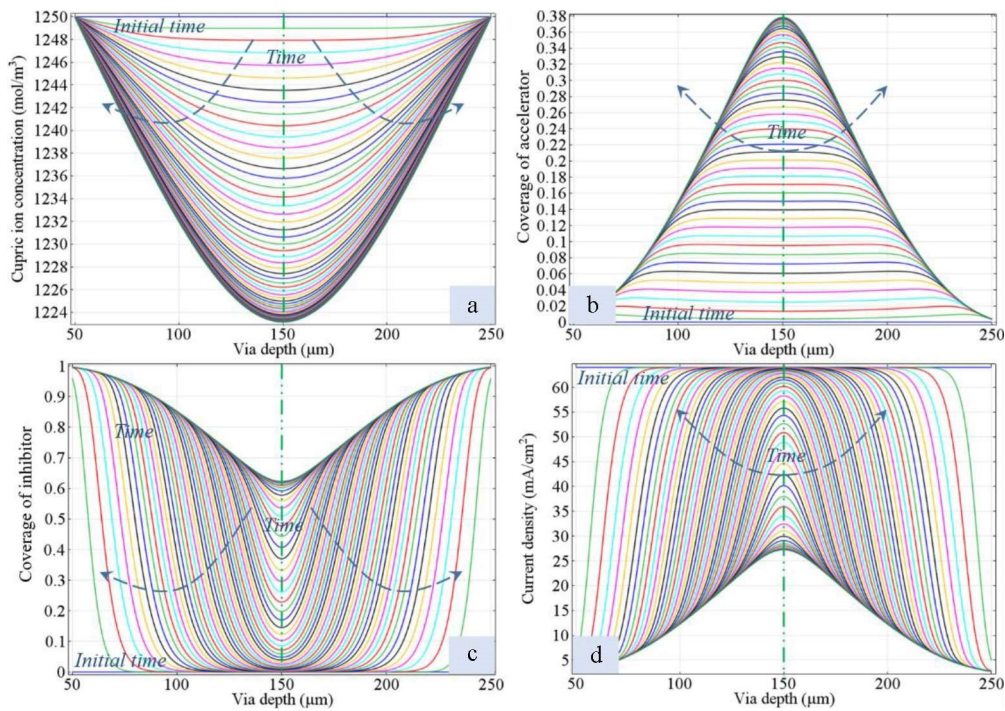 1250
1248
1246
1244
1242
1240
1238
1236
1234
1232
1230
1228
1226
1224
Cupric ion concentration (mol/m³)
Initial time
Time
a
50 100 150 200 250
Via depth (μm)
0.38
0.36
0.34
0.32
0.3
0.28
0.26
0.24
0.22
0.2
0.18
0.16
0.14
0.12
0.1
0.08
0.06
0.04
0.02
0
Coverage of accelerator
Time
Initial time
b
50 100 150 200 250
Via depth (μm)
1
0.9
0.8
0.7
0.6
0.5
0.4
0.3
0.2
0.1
0
Coverage of inhibitor
Time
Time
Initial time
c
50 100 150 200 250
Via depth (μm)
60
55
50
45
40
35
30
25
20
15
10
5
Current density (mA/cm²)
Initial time
Time
d
50 100 150 200 250
Via depth (μm)